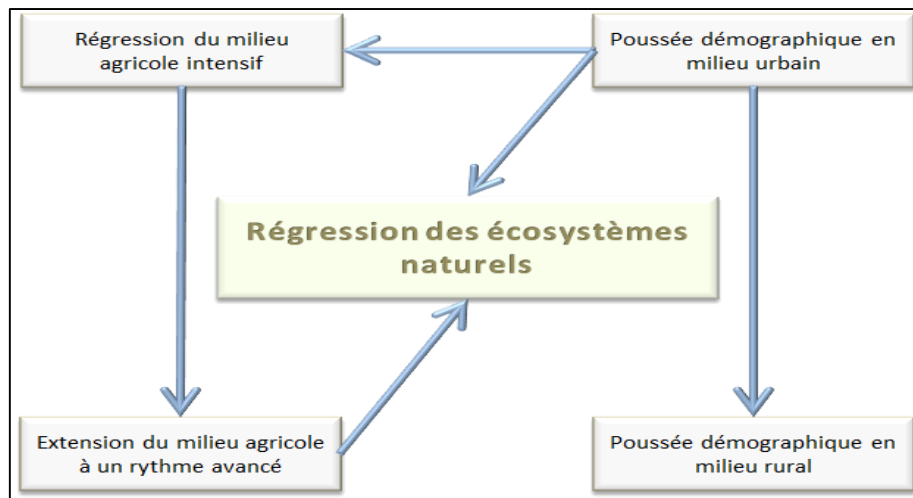 Régression du milieu
agricole intensif
Poussée démographique en
milieu urbain
Régression des écosystèmes
naturels
Extension du milieu agricole
à un rythme avancé
Poussée démographique en
milieu rural